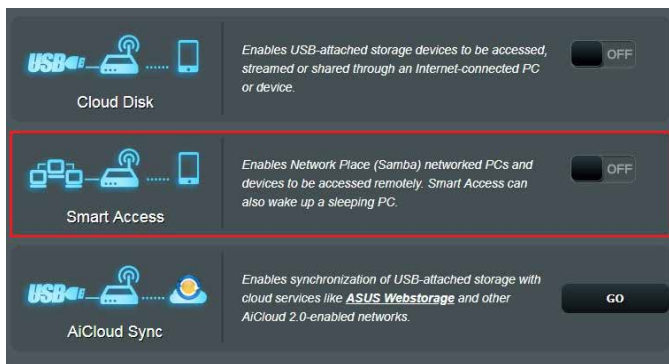 USB
Cloud Disk
Enables USB-attached storage devices to be accessed,
streamed or shared through an Internet-connected PC
or device.
OFF
Smart Access
Enables Network Place (Samba) networked PCs and
devices to be accessed remotely. Smart Access can
also wake up a sleeping PC.
OFF
USB
AiCloud Sync
Enables synchronization of USB-attached storage with
cloud services like ASUS Webstorage and other
AiCloud 2.0-enabled networks.
GO